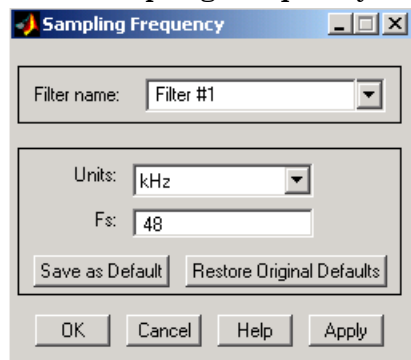 Sampling Frequency
Filter name: Filter #1
Units: kHz
Fs: 48
Save as Default Restore Original Defaults
OK Cancel Help Apply